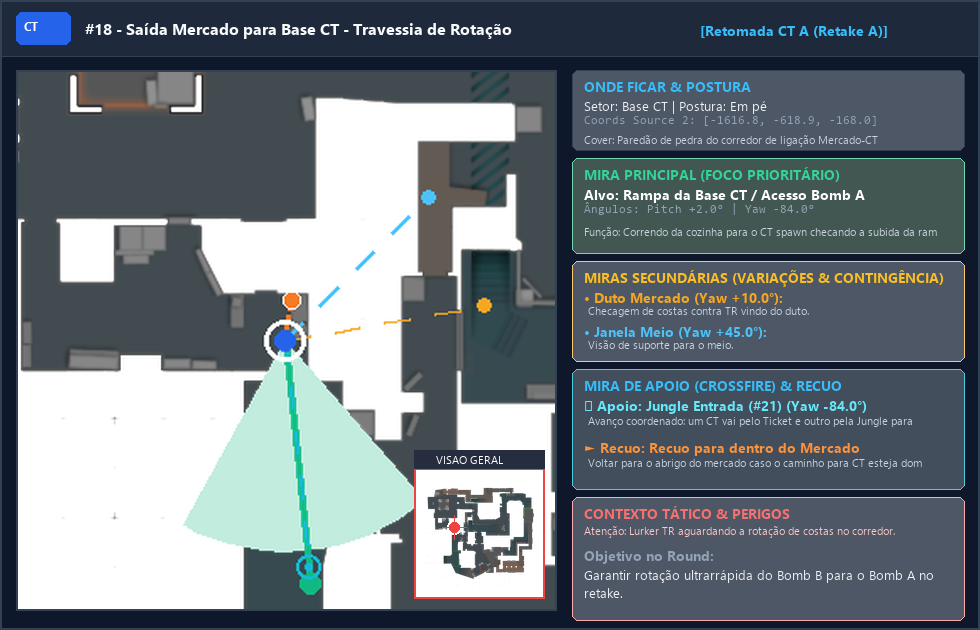 CT
#18 - Saída Mercado para Base CT - Travessia de Rotação
[Retomada CT A (Retake A)]
VISAO GERAL
ONDE FICAR & POSTURA
Setor: Base CT | Postura: Em pé
Coords Source 2: [-1616.8, -618.9, -168.0]
Cover: Paredão de pedra do corredor de ligação Mercado-CT
MIRA PRINCIPAL (FOCO PRIORITÁRIO)
Alvo: Rampa da Base CT / Acesso Bomb A
Ângulos: Pitch +2.0° | Yaw -84.0°
Função: Correndo da cozinha para o CT spawn checando a subida da ram
MIRAS SECUNDÁRIAS (VARIAÇÕES & CONTINGÊNCIA)
• Duto Mercado (Yaw +10.0°):
Checagem de costas contra TR vindo do duto.
• Janela Meio (Yaw +45.0°):
Visão de suporte para o meio.
MIRA DE APOIO (CROSSFIRE) & RECUO
Apoio: Jungle Entrada (#21) (Yaw -84.0°)
Avanço coordenado: um CT vai pelo Ticket e outro pela Jungle para
► Recuo: Recuo para dentro do Mercado
Voltar para o abrigo do mercado caso o caminho para CT esteja dom
CONTEXTO TÁTICO & PERIGOS
Atenção: Lurker TR aguardando a rotação de costas no corredor.
Objetivo no Round:
Garantir rotação ultrarrápida do Bomb B para o Bomb A no
retake.